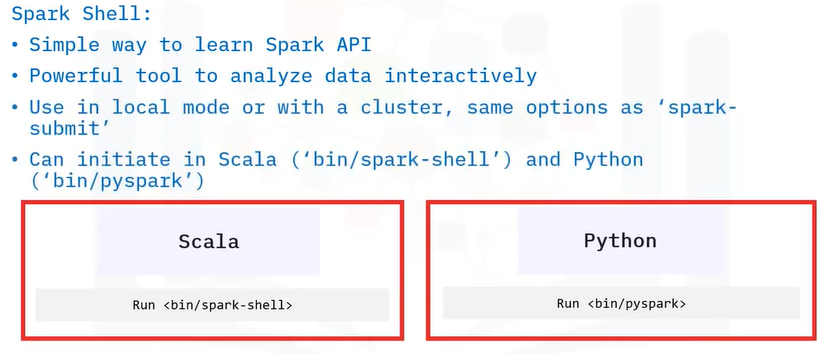 Spark Shell:
• Simple way to learn Spark API
• Powerful tool to analyze data interactively
• Use in local mode or with a cluster, same options as ‘spark-
submit’
• Can initiate in Scala (‘bin/spark-shell’) and Python
(‘bin/pyspark’)
Scala
Run <bin/spark-shell>
Python
Run <bin/pyspark>